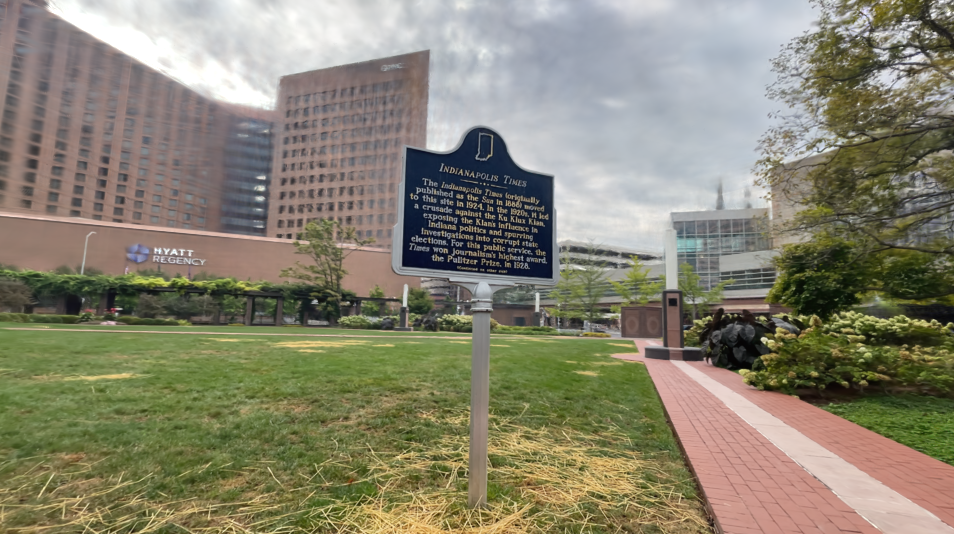 INDIANAPOLIS TIMES
The Indianapolis Times (originally
published as the Sun in 1888) moved
to this site in 1924. In the 1920s, it led
a crusade against the Ku Klux Klan,
exposing the Klan's influence in
Indiana politics and spurring
investigations into corrupt state
elections. For this public service, the
Times won journalism's highest award,
the Pulitzer Prize, in 1928.
HYATT
REGENCY